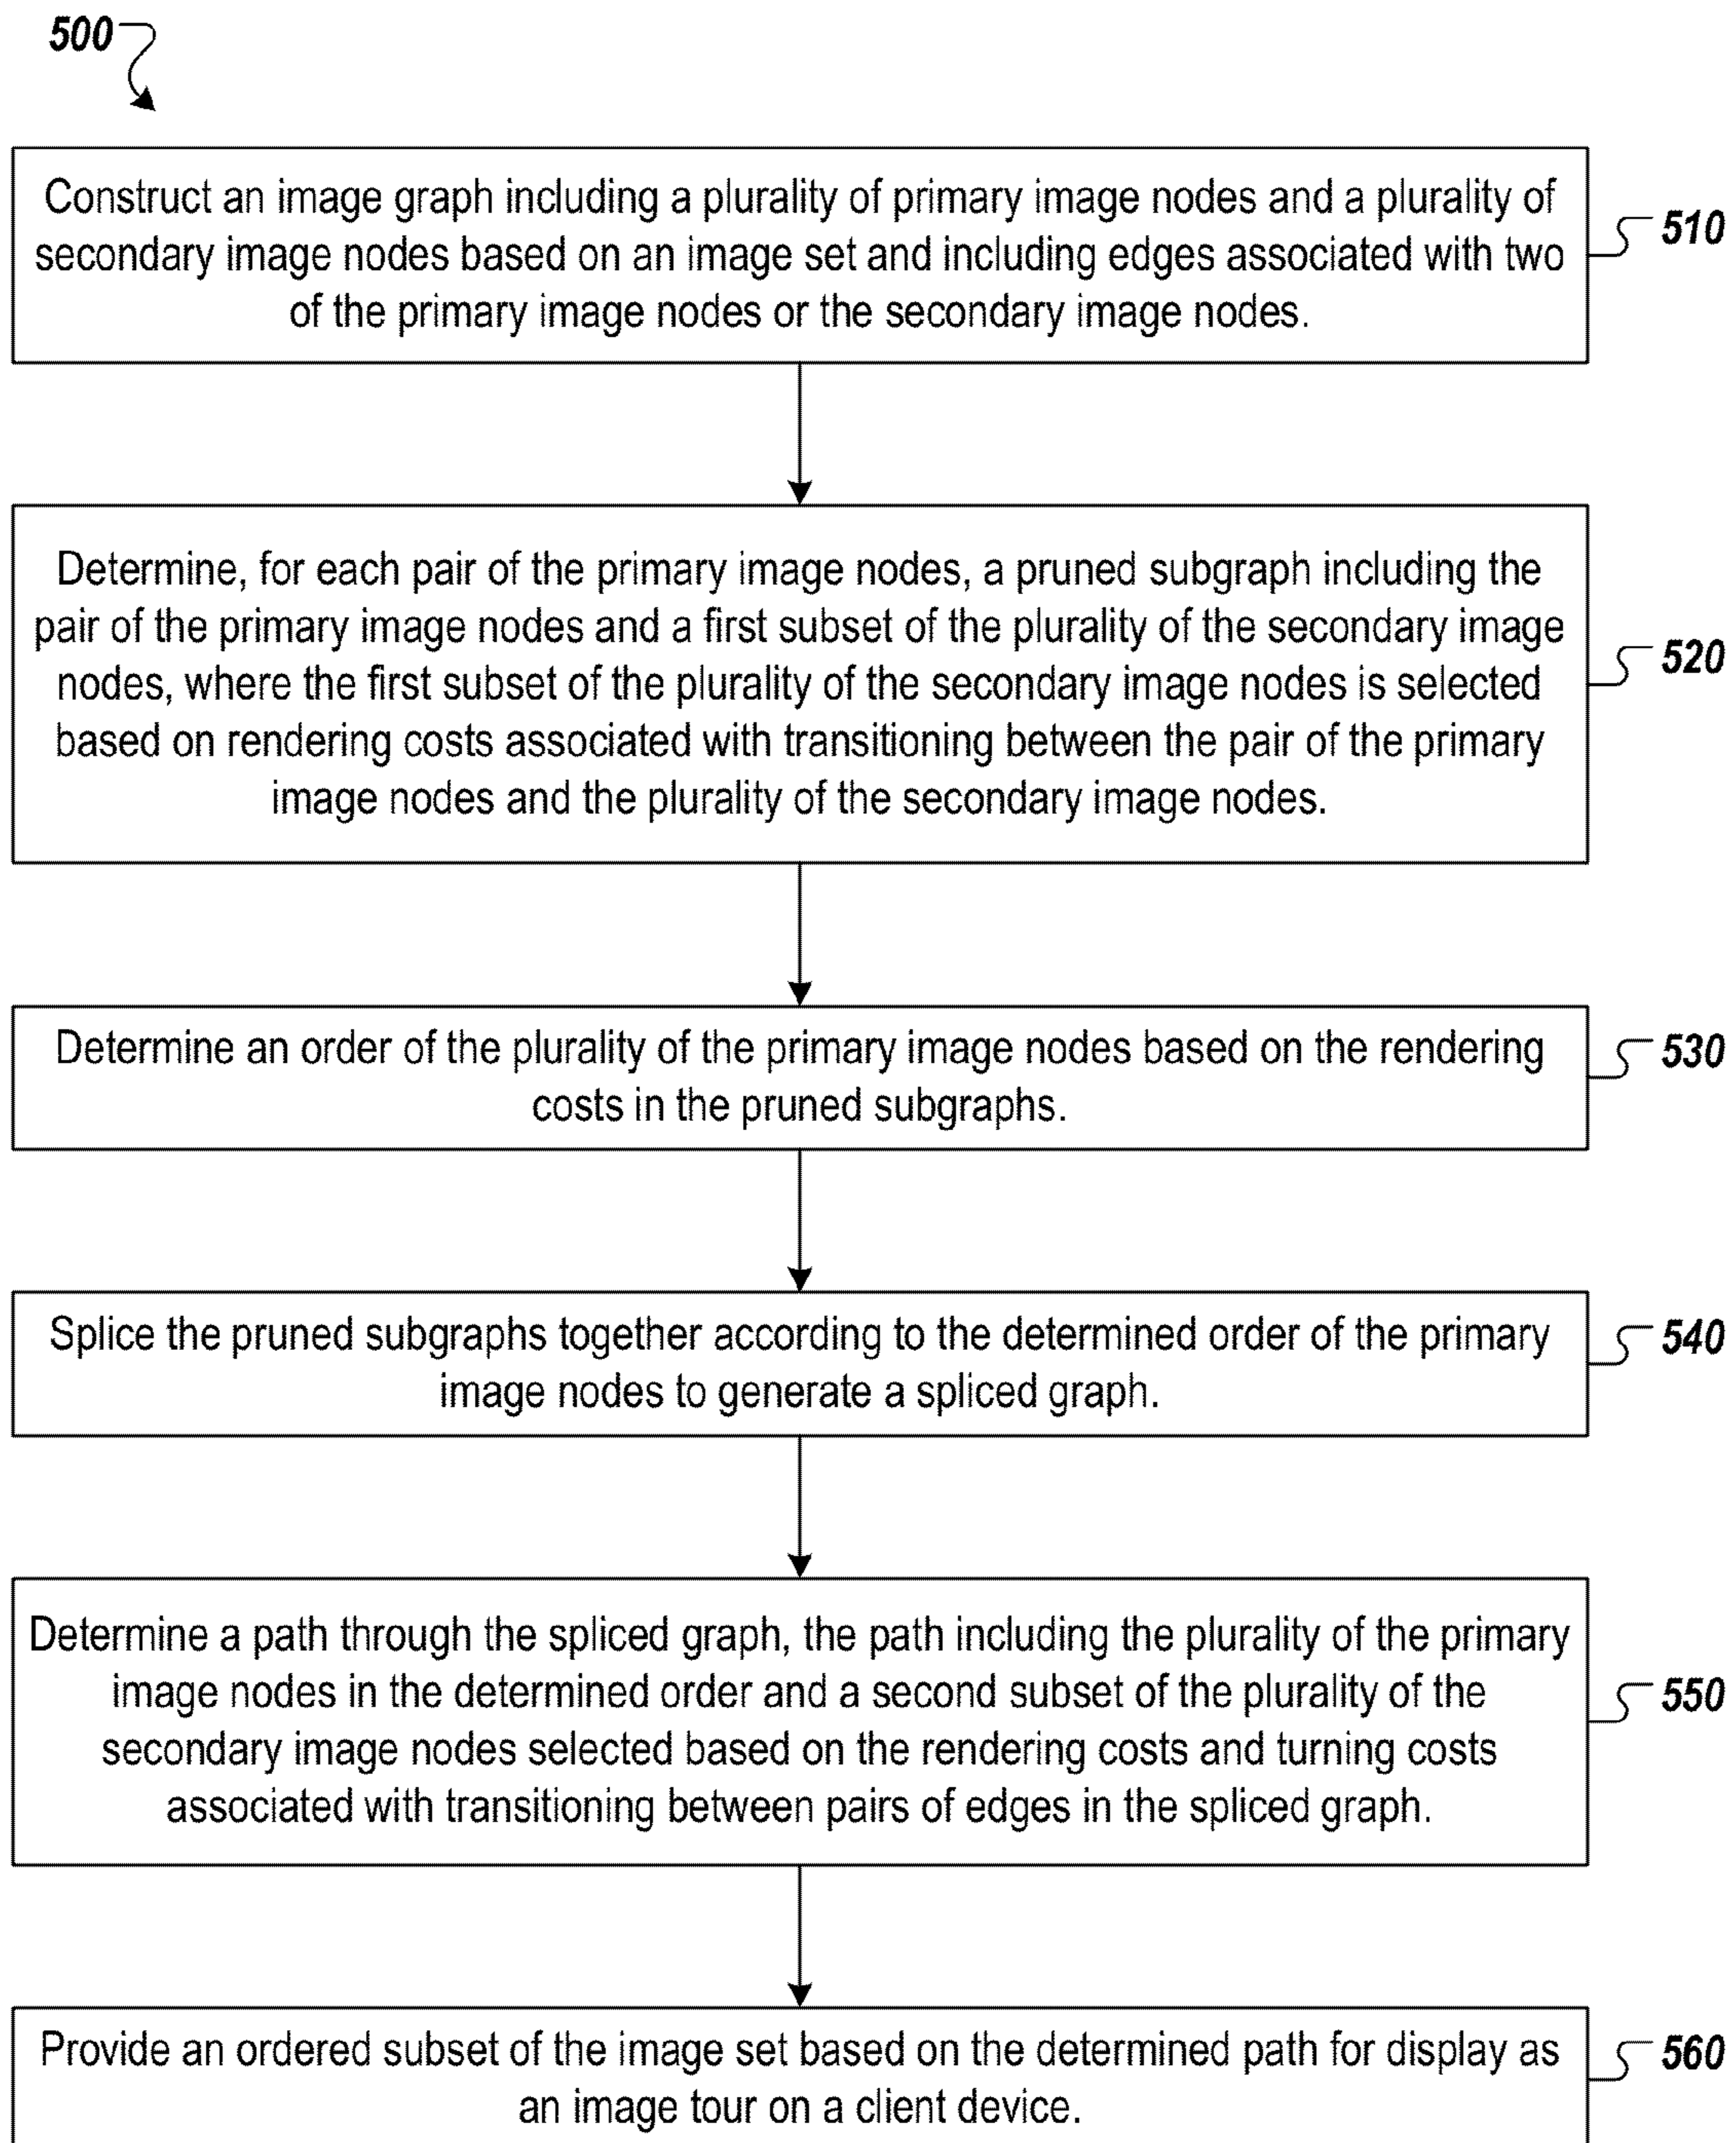 500
Construct an image graph including a plurality of primary image nodes and a plurality of
secondary image nodes based on an image set and including edges associated with two
of the primary image nodes or the secondary image nodes.
510
Determine, for each pair of the primary image nodes, a pruned subgraph including the
pair of the primary image nodes and a first subset of the plurality of the secondary image
nodes, where the first subset of the plurality of the secondary image nodes is selected
based on rendering costs associated with transitioning between the pair of the primary
image nodes and the plurality of the secondary image nodes.
520
Determine an order of the plurality of the primary image nodes based on the rendering
costs in the pruned subgraphs.
530
Splice the pruned subgraphs together according to the determined order of the primary
image nodes to generate a spliced graph.
540
Determine a path through the spliced graph, the path including the plurality of the primary
image nodes in the determined order and a second subset of the plurality of the
secondary image nodes selected based on the rendering costs and turning costs
associated with transitioning between pairs of edges in the spliced graph.
550
Provide an ordered subset of the image set based on the determined path for display as
an image tour on a client device.
560